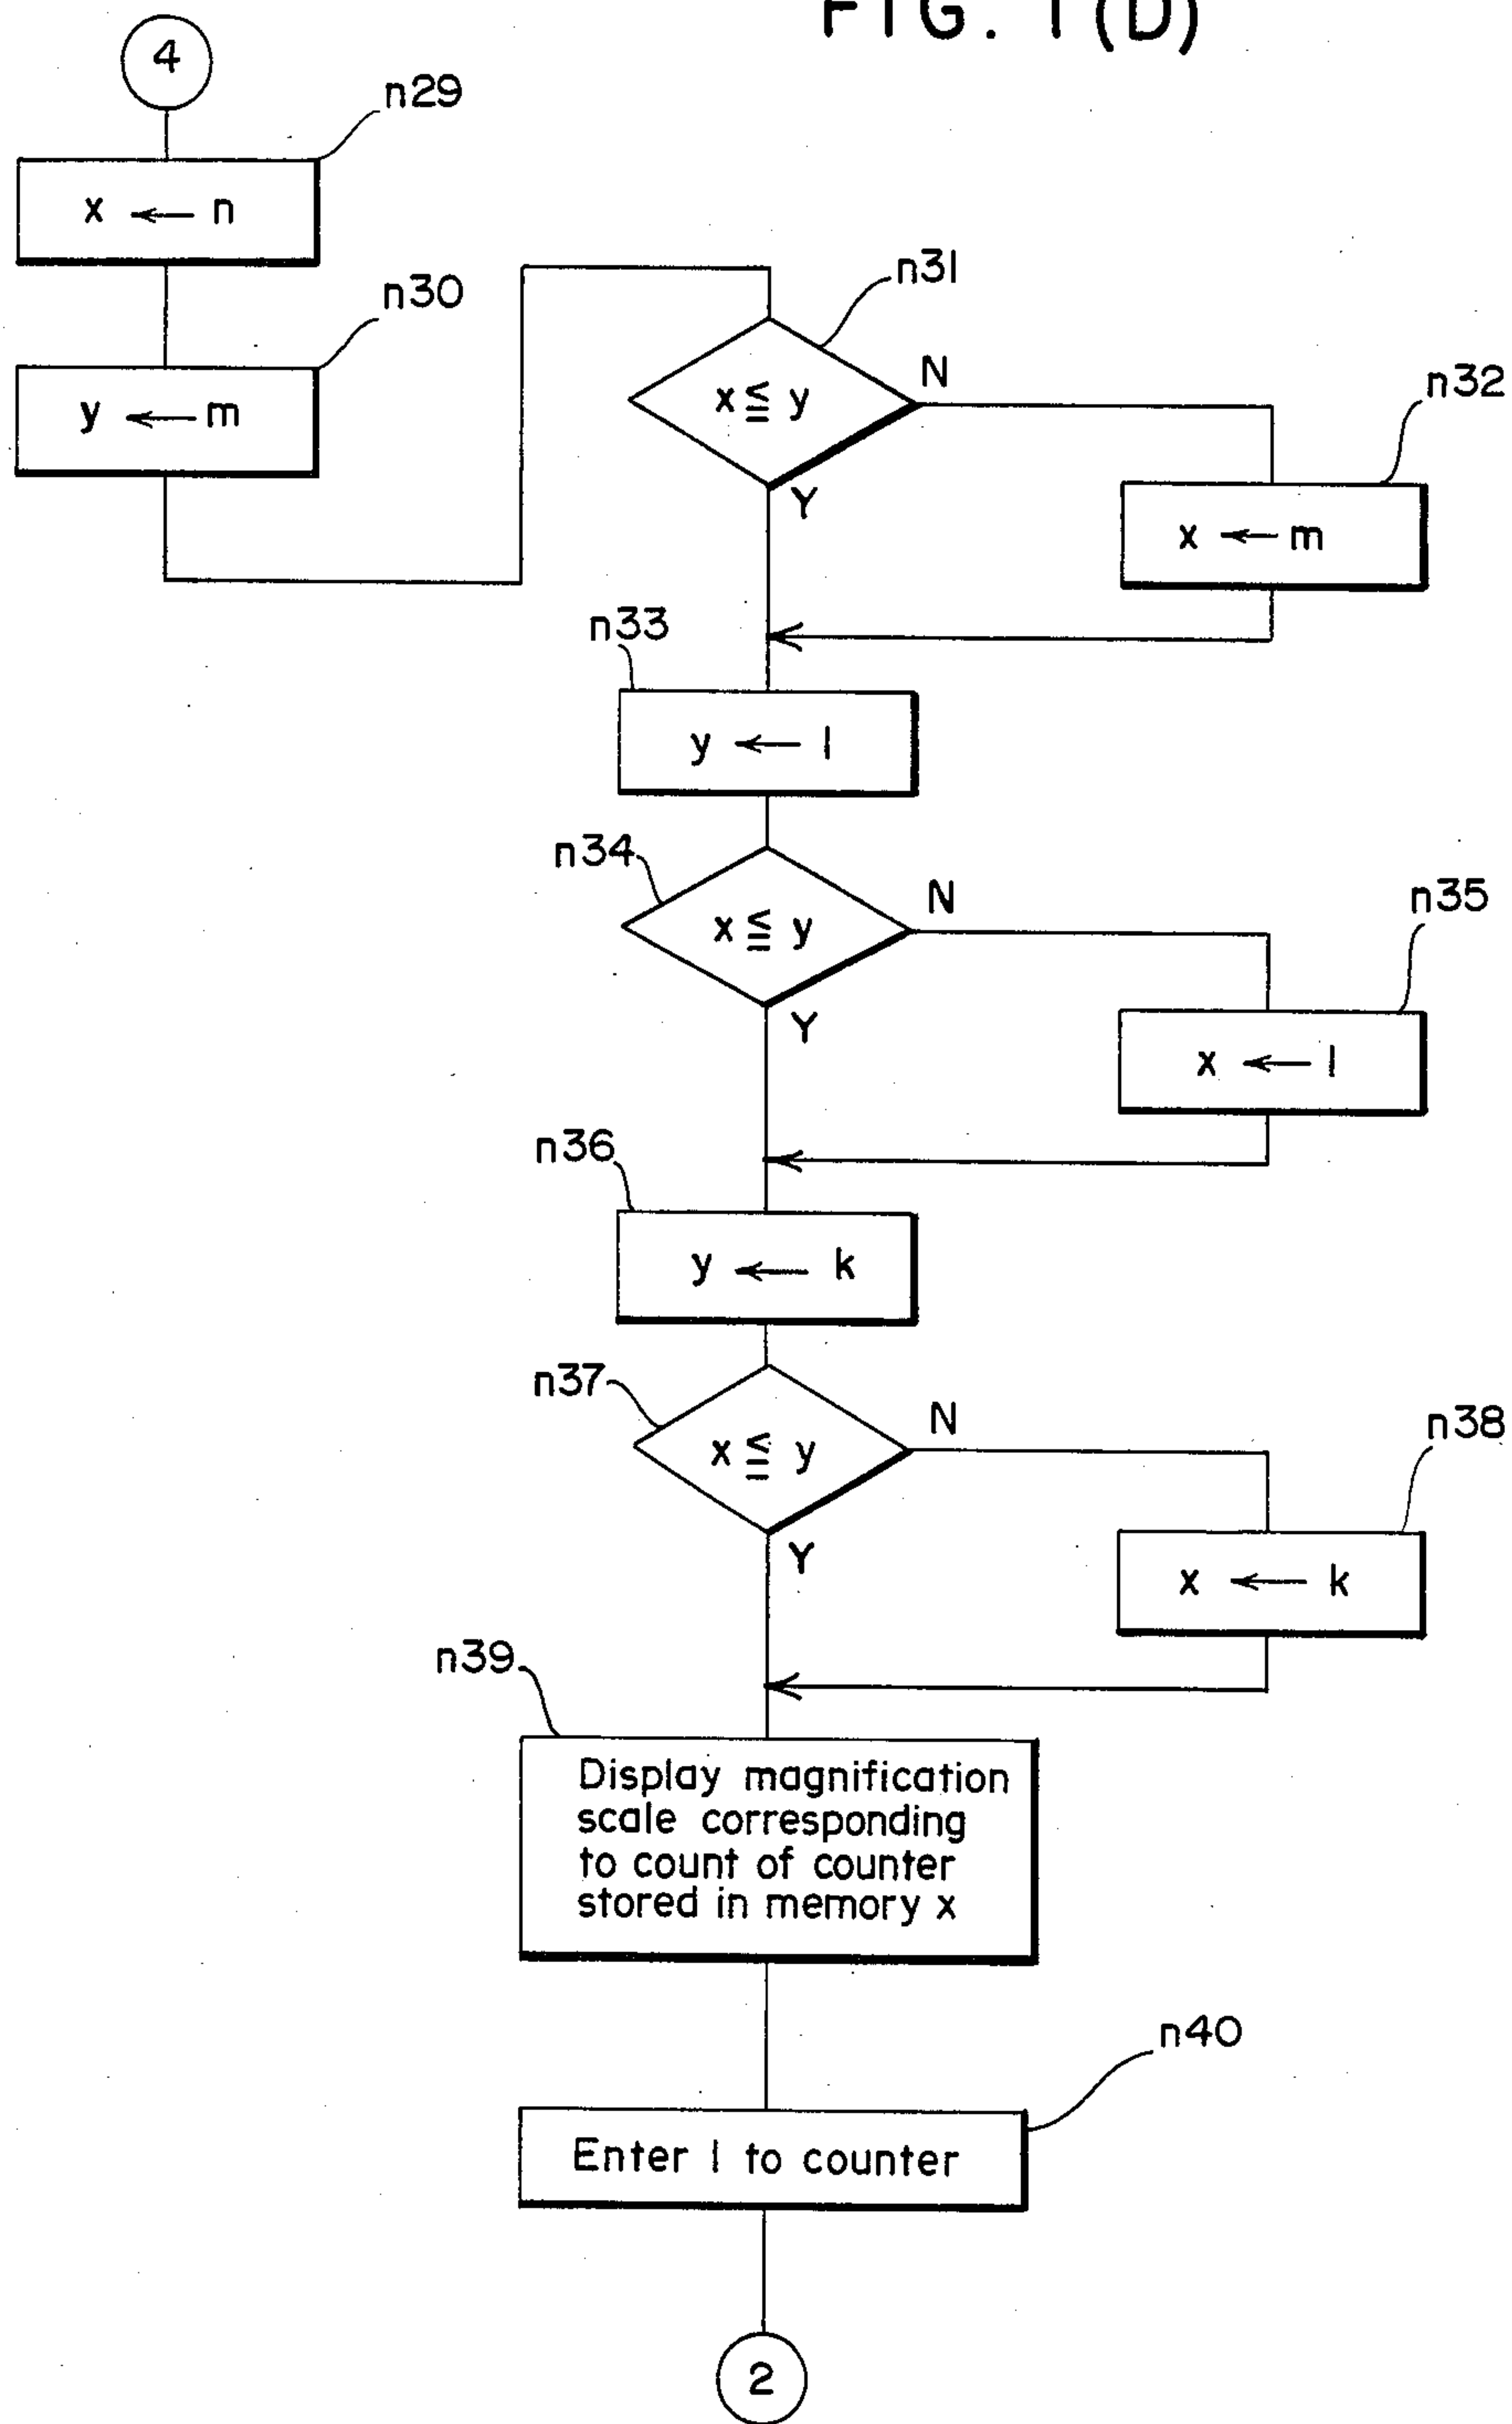 FIG. 1(D)
4
n29
x ← n
n30
y ← m
n31
x ≦ y
N
Y
n32
x ← m
n33
y ← l
n34
x ≦ y
N
Y
n35
x ← l
n36
y ← k
n37
x ≦ y
N
Y
n38
x ← k
n39
Display magnification
scale corresponding
to count of counter
stored in memory x
n40
Enter 1 to counter
2